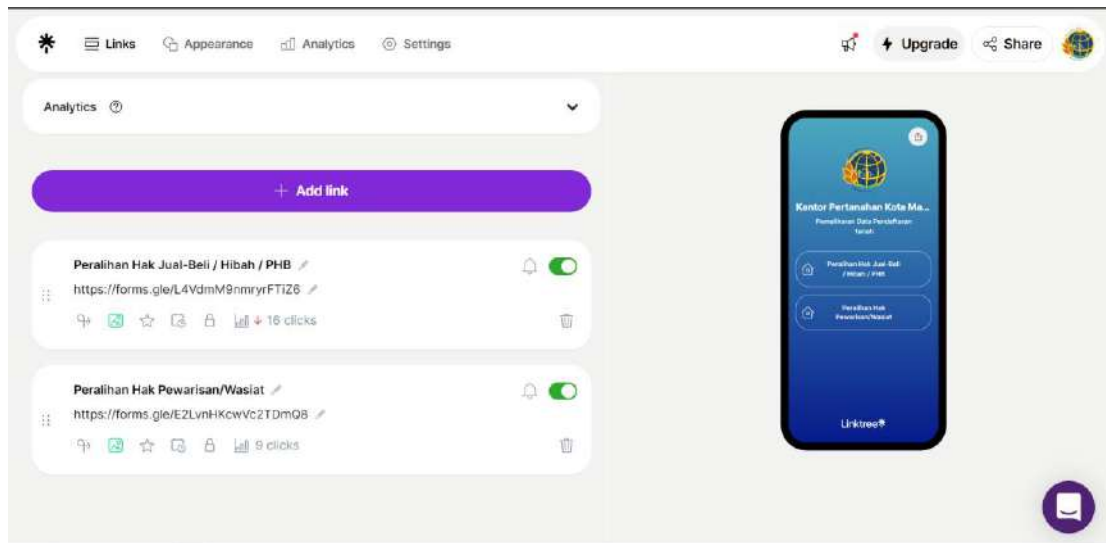 Links Appearance Analytics Settings Upgrade Share
Analytics
Add link
Peralihan Hak Jual-Beli / Hibah / PHB
https://forms.gle/L4VdmM9nmryrFTiZ6
16 clicks
Peralihan Hak Pewarisan/Wasiat
https://forms.gle/E2LvnHKcwVc2TDmQ8
9 clicks
Kantor Pertanahan Kota Ma...
Pemeliharaan Data Pendaftaran
tanah
Peralihan Hak Jual-Beli
/ Hibah / PHB
Peralihan Hak
Pewarisan/Wasiat
Linktree